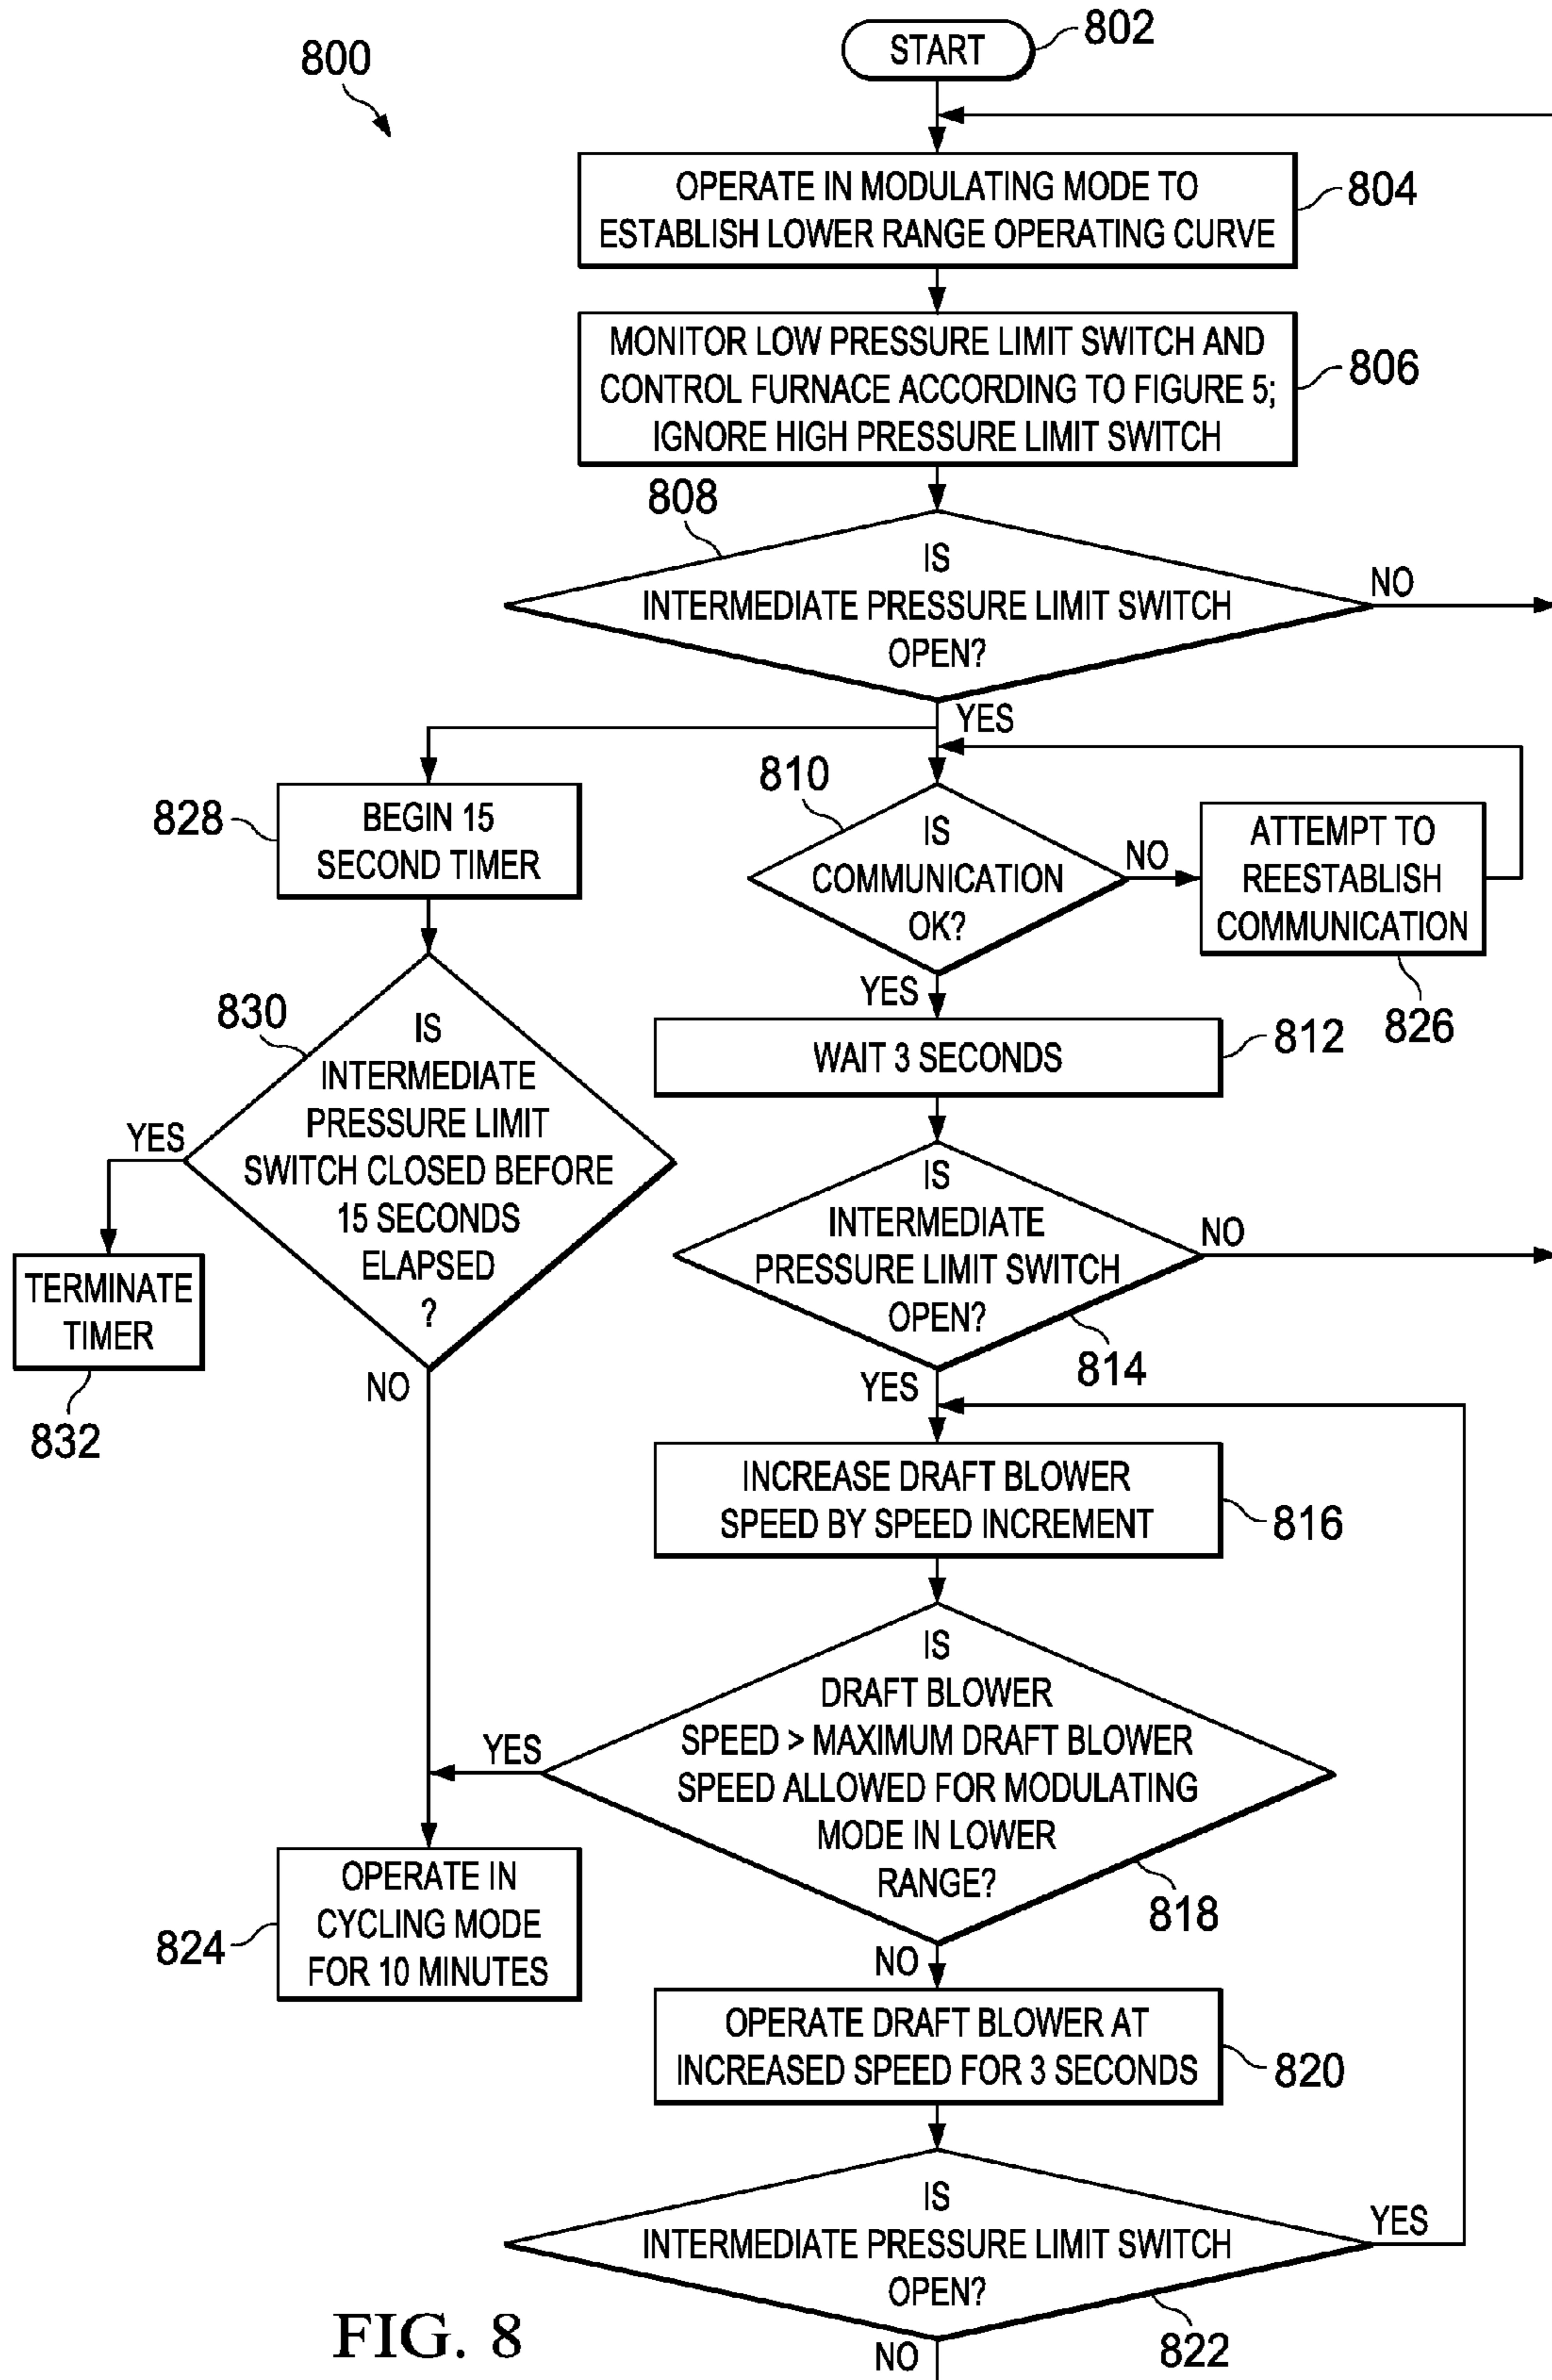 800
START
802
OPERATE IN MODULATING MODE TO
ESTABLISH LOWER RANGE OPERATING CURVE
804
MONITOR LOW PRESSURE LIMIT SWITCH AND
CONTROL FURNACE ACCORDING TO FIGURE 5;
IGNORE HIGH PRESSURE LIMIT SWITCH
806
808
IS
INTERMEDIATE PRESSURE LIMIT SWITCH
OPEN?
NO
YES
828
BEGIN 15
SECOND TIMER
810
IS
COMMUNICATION
OK?
NO
ATTEMPT TO
REESTABLISH
COMMUNICATION
826
YES
830
IS
INTERMEDIATE
PRESSURE LIMIT
SWITCH CLOSED BEFORE
15 SECONDS
ELAPSED
?
YES
TERMINATE
TIMER
832
NO
WAIT 3 SECONDS
812
IS
INTERMEDIATE
PRESSURE LIMIT SWITCH
OPEN?
NO
814
YES
INCREASE DRAFT BLOWER
SPEED BY SPEED INCREMENT
816
IS
DRAFT BLOWER
SPEED > MAXIMUM DRAFT BLOWER
SPEED ALLOWED FOR MODULATING
MODE IN LOWER
RANGE?
YES
818
824
OPERATE IN
CYCLING MODE
FOR 10 MINUTES
NO
OPERATE DRAFT BLOWER AT
INCREASED SPEED FOR 3 SECONDS
820
IS
INTERMEDIATE PRESSURE LIMIT SWITCH
OPEN?
YES
822
NO
FIG. 8